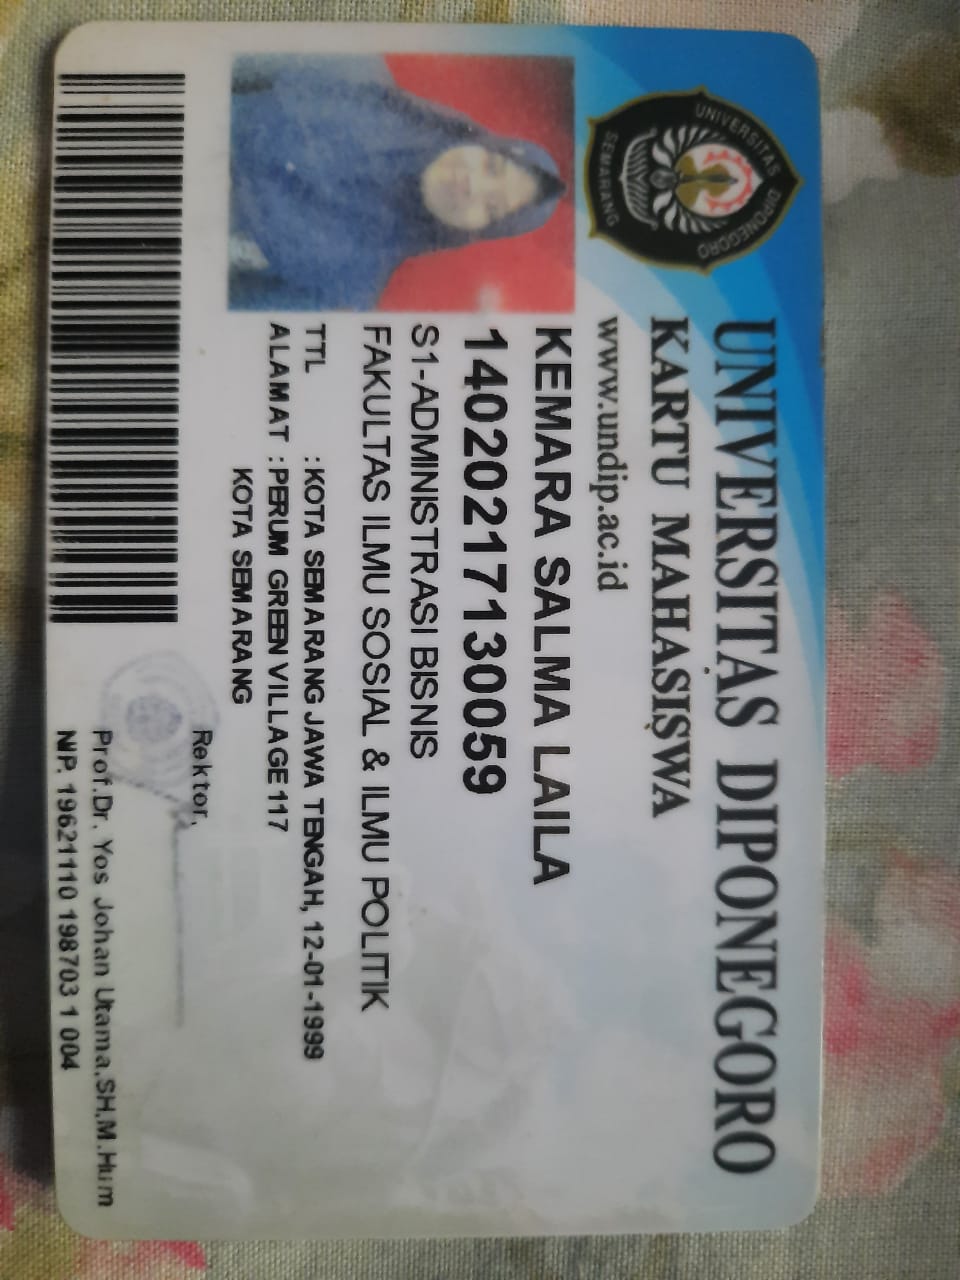 UNIVERSITAS DIPONEGORO
SEMARANG
UNIVERSITAS DIPONEGORO
KARTU MAHASISWA
www.undip.ac.id
KEMARA SALMA LAILA
14020217130059
S1-ADMINISTRASI BISNIS
FAKULTAS ILMU SOSIAL & ILMU POLITIK
TTL : KOTA SEMARANG JAWA TENGAH, 12-01-1999
ALAMAT : PERUM GREEN VILLAGE 117
KOTA SEMARANG
Rektor,
Prof.Dr. Yos Johan Utama,SH,M.Hum
NIP. 19621110 198703 1 004